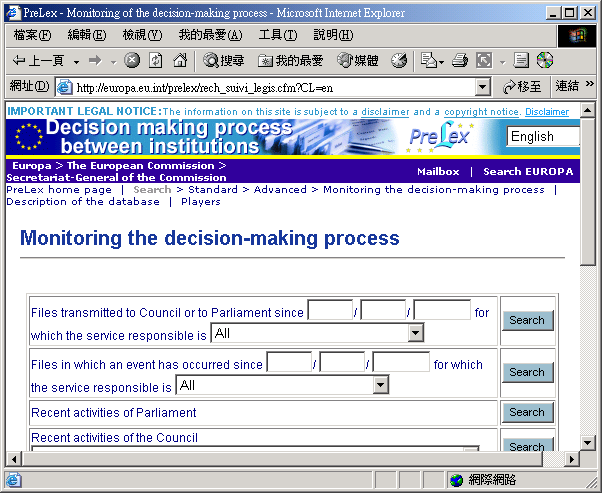 PreLex - Monitoring of the decision-making process - Microsoft Internet Explorer
檔案(F) 編輯(E) 檢視(V) 我的最愛(A) 工具(T) 說明(H)
上一頁 搜尋 我的最愛 媒體
網址(D) http://europa.eu.int/prelex/rech_suivi_legis.cfm?CL=en 移至 連結 »
IMPORTANT LEGAL NOTICE:The information on this site is subject to a disclaimer and a copyright notice. Disclaimer
Decision making process
between institutions
PreLex
English
Europa > The European Commission >
Secretariat-General of the Commission
Mailbox | Search EUROPA
PreLex home page | Search > Standard > Advanced > Monitoring the decision-making process |
Description of the database | Players
Monitoring the decision-making process
Files transmitted to Council or to Parliament since / / for
which the service responsible is All
Search
Files in which an event has occurred since / / for which
the service responsible is All
Search
Recent activities of Parliament
Search
Recent activities of the Council
Search
網際網路